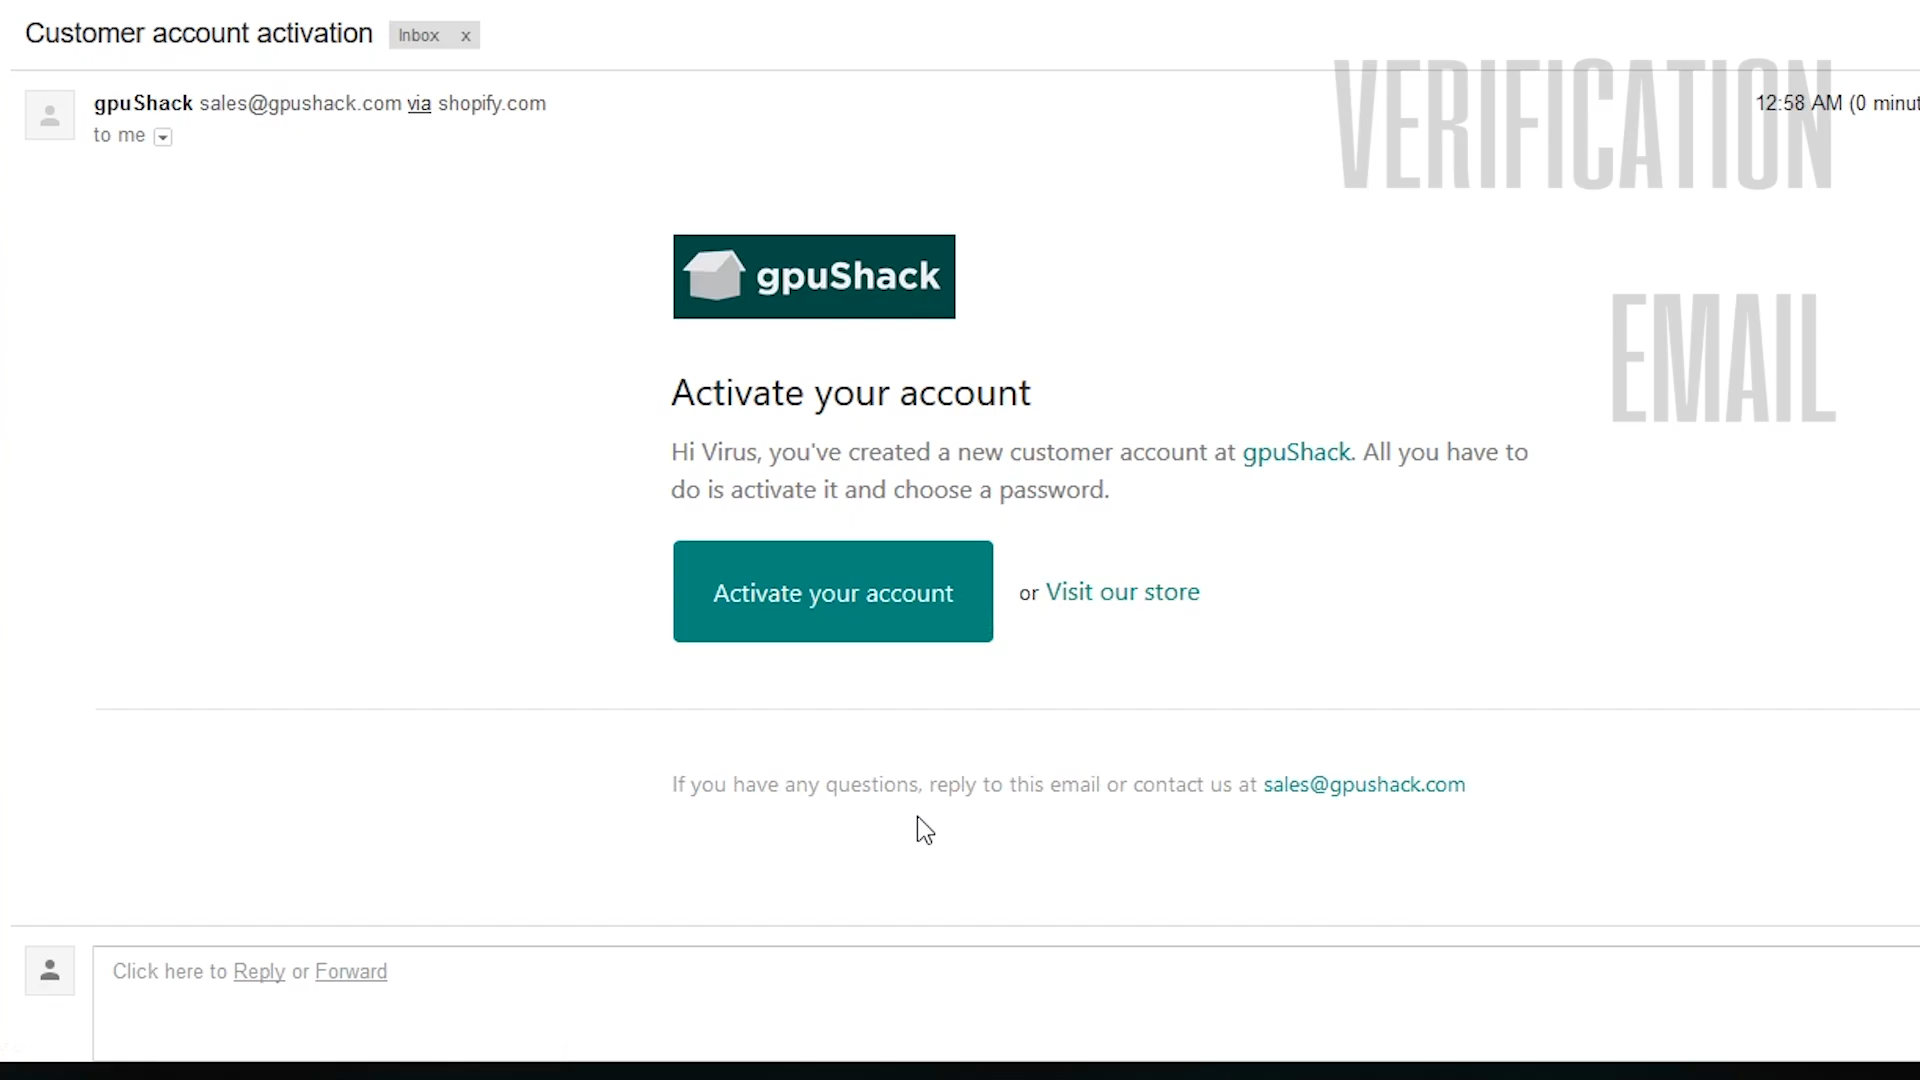 Customer account activation Inbox x
VERIFICATION
gpuShack sales@gpushack.com via shopify.com 12:58 AM (0 minut
to me
gpuShack
EMAIL
Activate your account
Hi Virus, you've created a new customer account at gpuShack. All you have to
do is activate it and choose a password.
Activate your account or Visit our store
If you have any questions, reply to this email or contact us at sales@gpushack.com
Click here to Reply or Forward